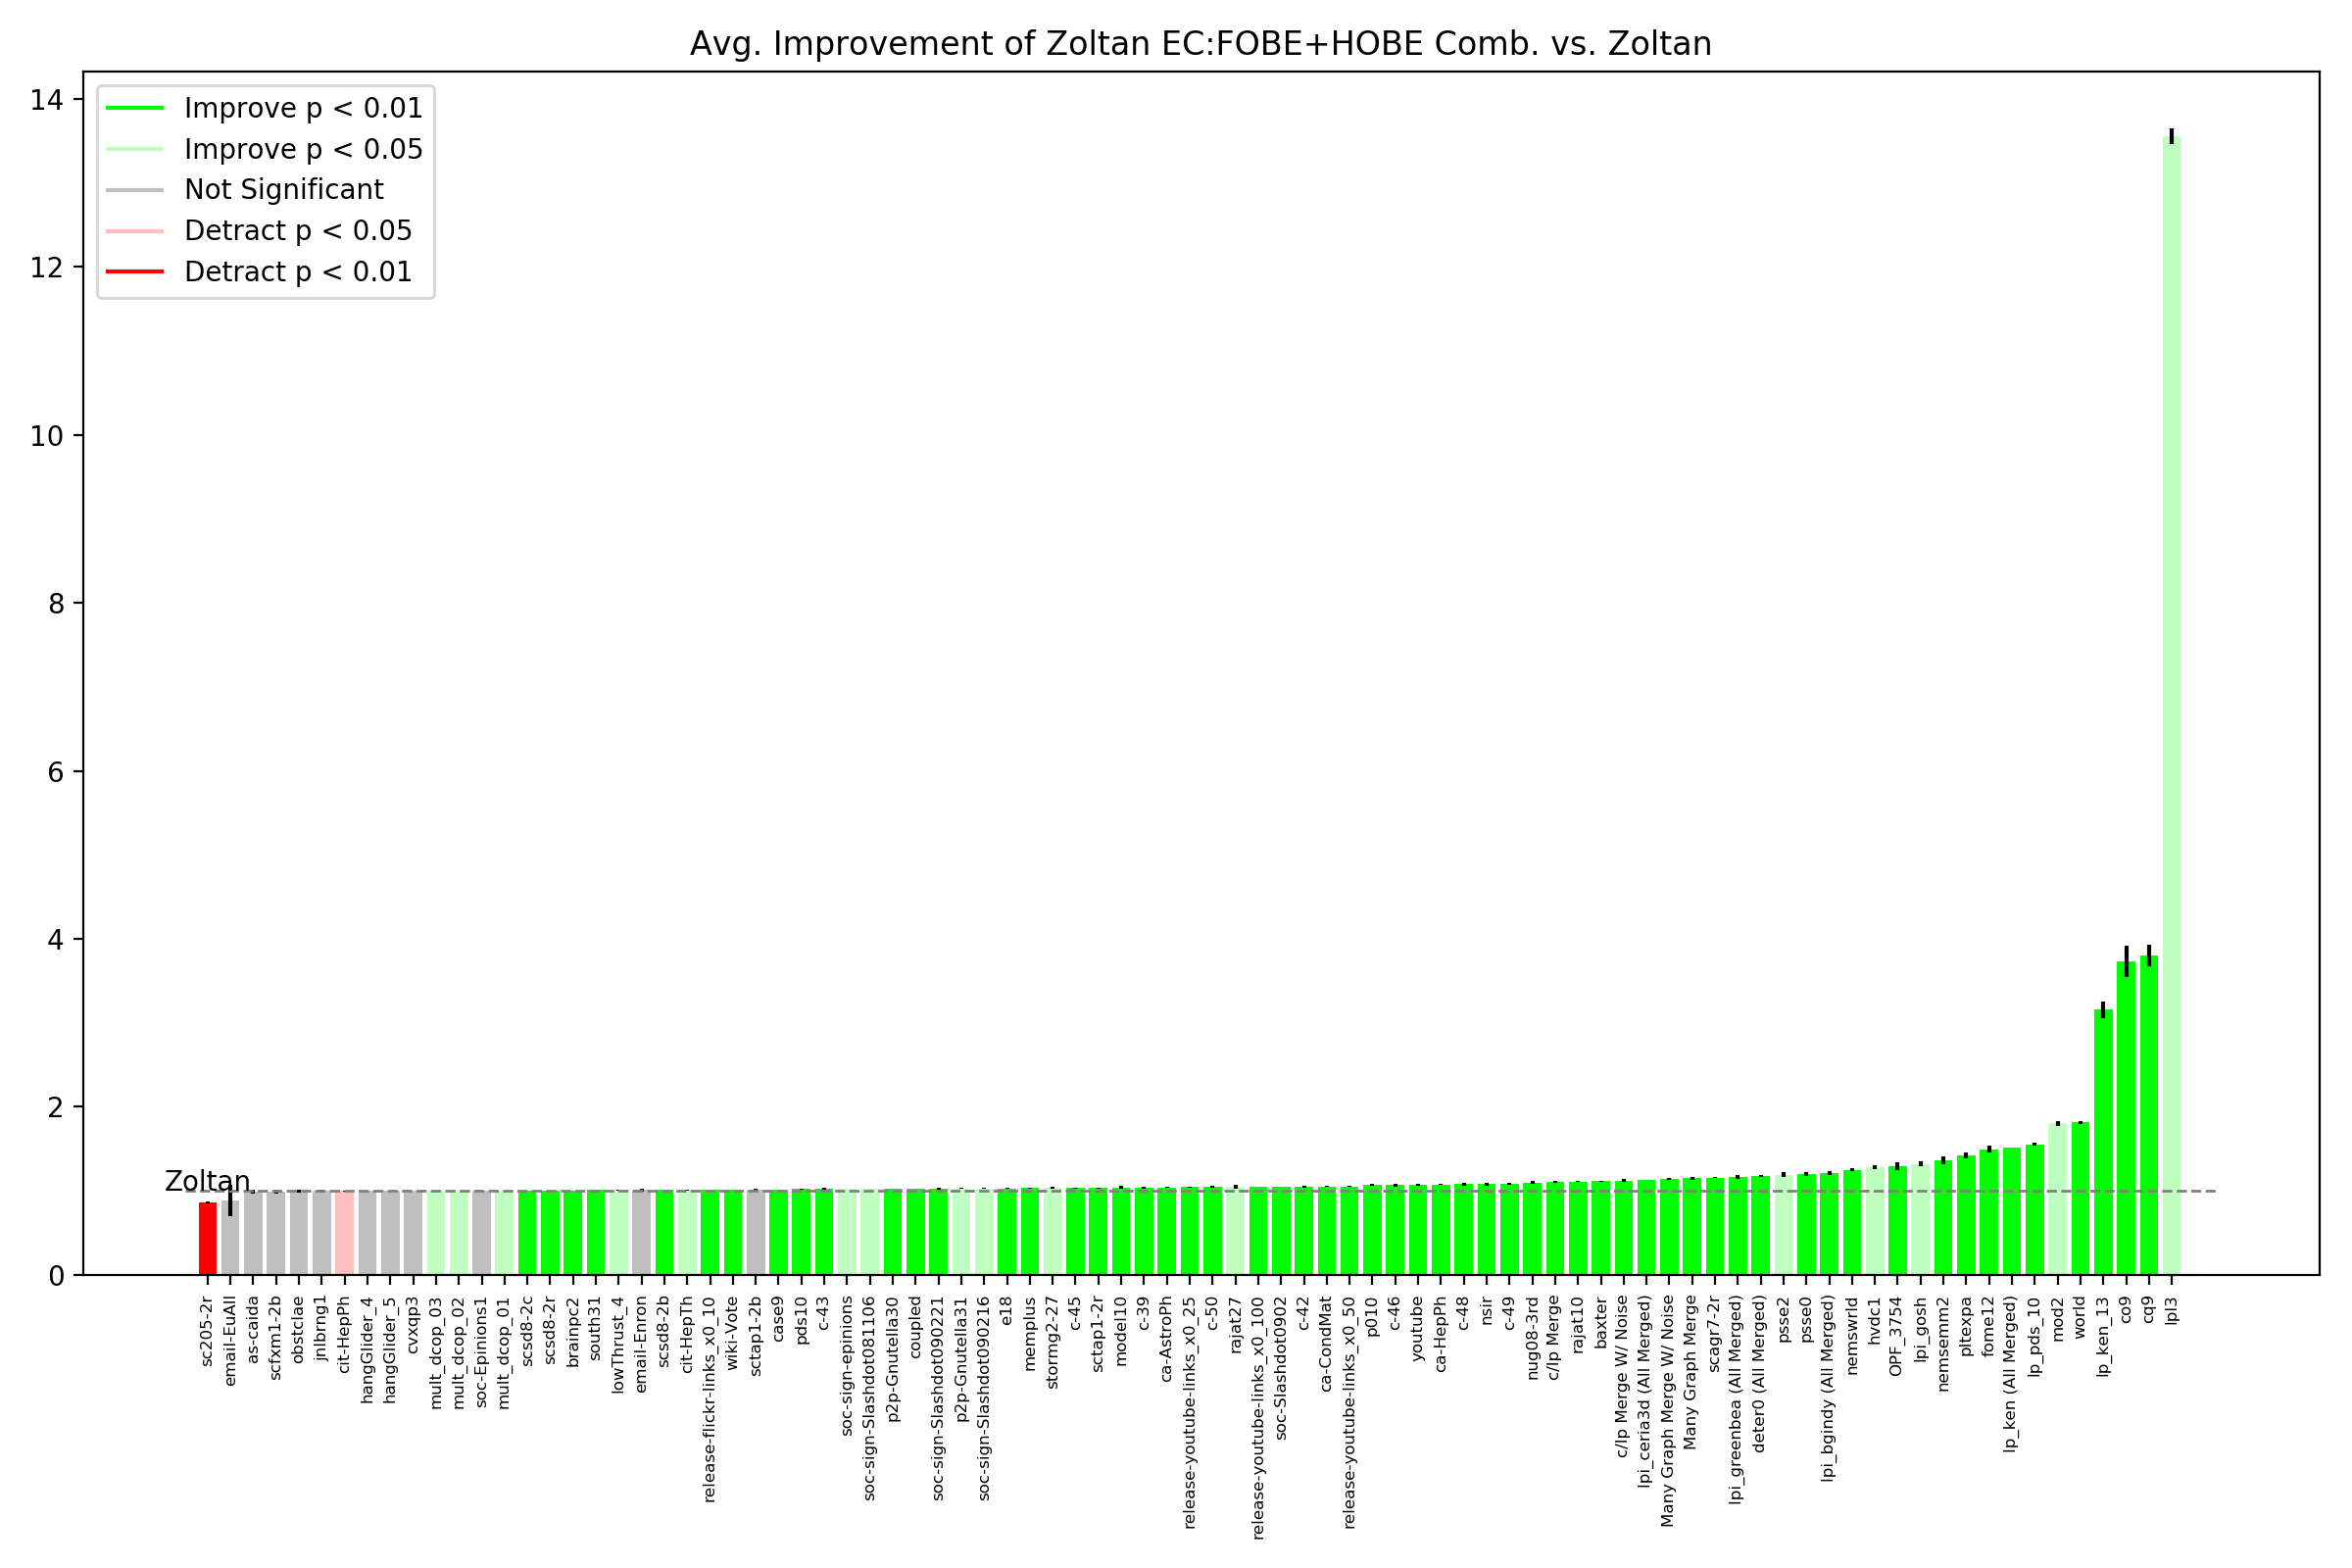 Avg. Improvement of Zoltan EC:FOBE+HOBE Comb. vs. Zoltan
14
12
10
8
6
4
2
0
Improve p < 0.01
Improve p < 0.05
Not Significant
Detract p < 0.05
Detract p < 0.01
Zoltan
sc205-2r
email-EuAll
as-caida
scfxm1-2b
obstclae
jnlbrng1
cit-HepPh
hangGlider_4
hangGlider_5
cvxqp3
mult_dcop_03
mult_dcop_02
soc-Epinions1
mult_dcop_01
scsd8-2c
scsd8-2r
brainpc2
south31
lowThrust_4
email-Enron
scsd8-2b
cit-HepTh
release-flickr-links_x0_10
wiki-Vote
sctap1-2b
case9
pds10
c-43
soc-sign-epinions
soc-sign-Slashdot081106
p2p-Gnutella30
coupled
soc-sign-Slashdot090221
p2p-Gnutella31
soc-sign-Slashdot090216
e18
memplus
stormg2-27
c-45
sctap1-2r
model10
c-39
ca-AstroPh
release-youtube-links_x0_25
c-50
rajat27
release-youtube-links_x0_100
soc-Slashdot0902
c-42
ca-CondMat
release-youtube-links_x0_50
p010
c-46
youtube
ca-HepPh
c-48
nsir
c-49
nug08-3rd
c/lp Merge
rajat10
baxter
c/lp Merge W/ Noise
lpi_ceria3d (All Merged)
Many Graph Merge W/ Noise
Many Graph Merge
scagr7-2r
lpi_greenbea (All Merged)
deter0 (All Merged)
psse2
psse0
lpi_bgindy (All Merged)
nemswrld
hvdc1
OPF_3754
lpi_gosh
nemsemm2
pltexpa
fome12
lp_ken (All Merged)
lp_pds_10
mod2
world
lp_ken_13
co9
cq9
lpl3